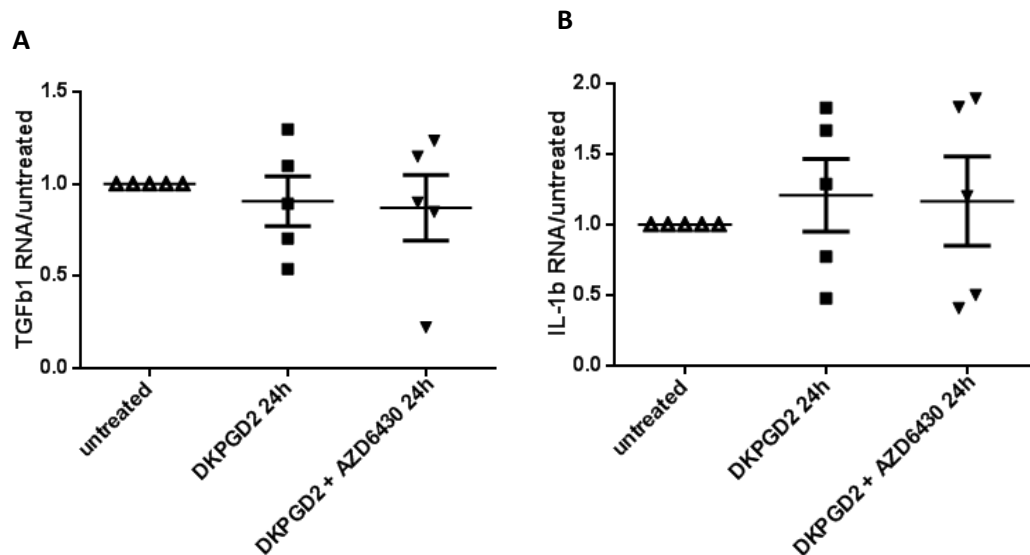 A
TGFb1 RNA/untreated
1.5
1.0
0.5
0.0
untreated
DKPGD2 24h
DKPGD2 + AZD6430 24h
B
IL-1b RNA/untreated
2.0
1.5
1.0
0.5
0.0
untreated
DKPGD2 24h
DKPGD2 + AZD6430 24h